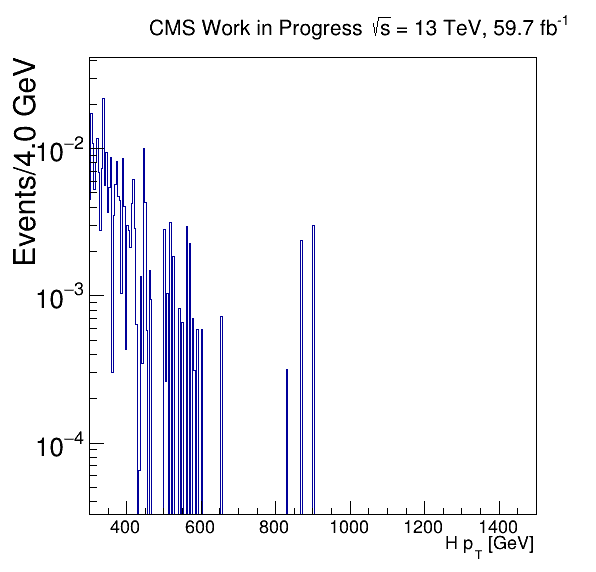 CMS Work in Progress √s = 13 TeV, 59.7 fb⁻¹
Events/4.0 GeV
10⁻²
10⁻³
10⁻⁴
400 600 800 1000 1200 1400
H p_T [GeV]